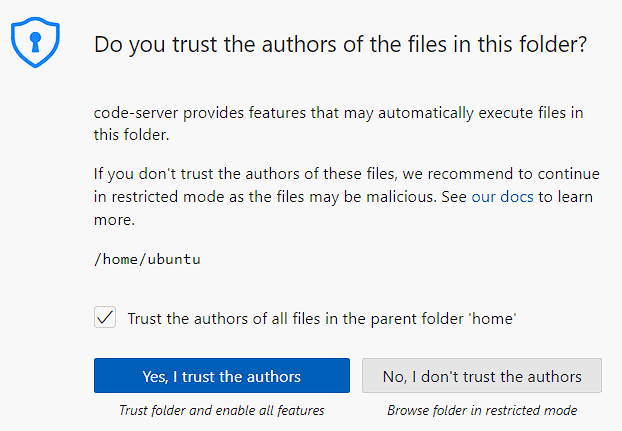 Do you trust the authors of the files in this folder?
code-server provides features that may automatically execute files in
this folder.
If you don't trust the authors of these files, we recommend to continue
in restricted mode as the files may be malicious. See our docs to learn
more.
/home/ubuntu
Trust the authors of all files in the parent folder 'home'
Yes, I trust the authors
No, I don't trust the authors
Trust folder and enable all features
Browse folder in restricted mode